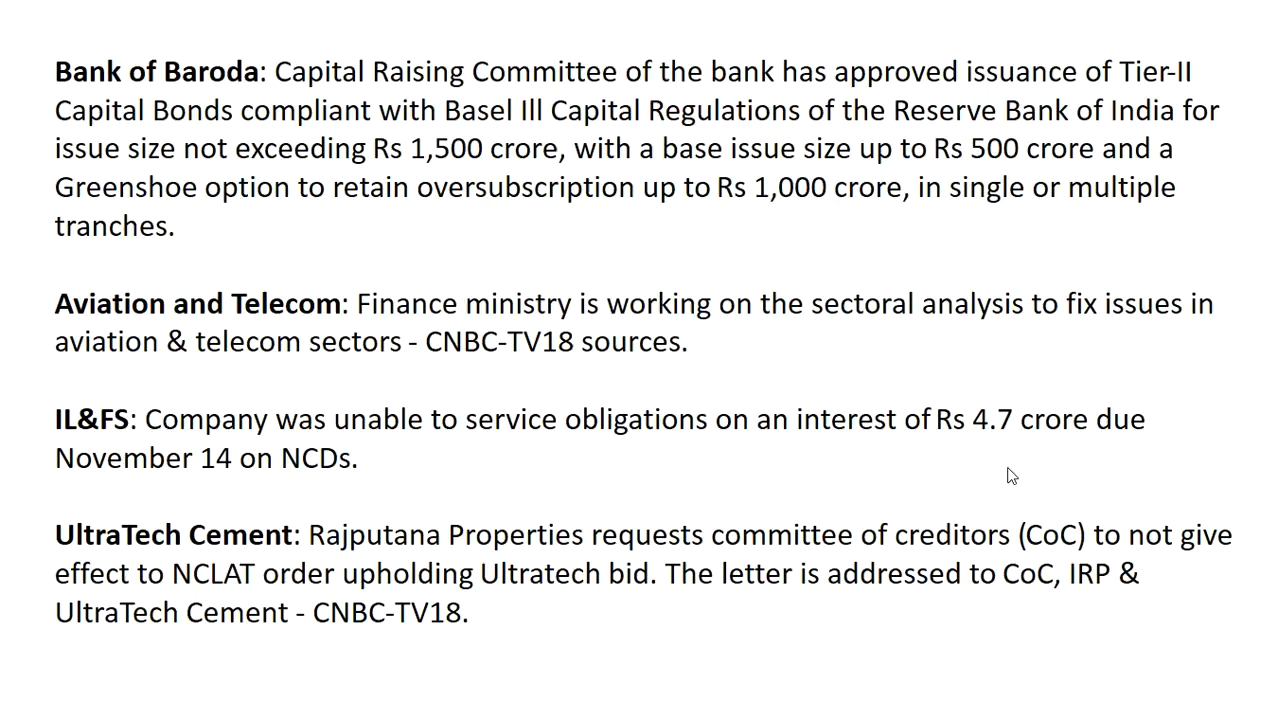 Bank of Baroda: Capital Raising Committee of the bank has approved issuance of Tier-II
Capital Bonds compliant with Basel Ill Capital Regulations of the Reserve Bank of India for
issue size not exceeding Rs 1,500 crore, with a base issue size up to Rs 500 crore and a
Greenshoe option to retain oversubscription up to Rs 1,000 crore, in single or multiple
tranches.
Aviation and Telecom: Finance ministry is working on the sectoral analysis to fix issues in
aviation & telecom sectors - CNBC-TV18 sources.
IL&FS: Company was unable to service obligations on an interest of Rs 4.7 crore due
November 14 on NCDs.
UltraTech Cement: Rajputana Properties requests committee of creditors (CoC) to not give
effect to NCLAT order upholding Ultratech bid. The letter is addressed to CoC, IRP &
UltraTech Cement - CNBC-TV18.